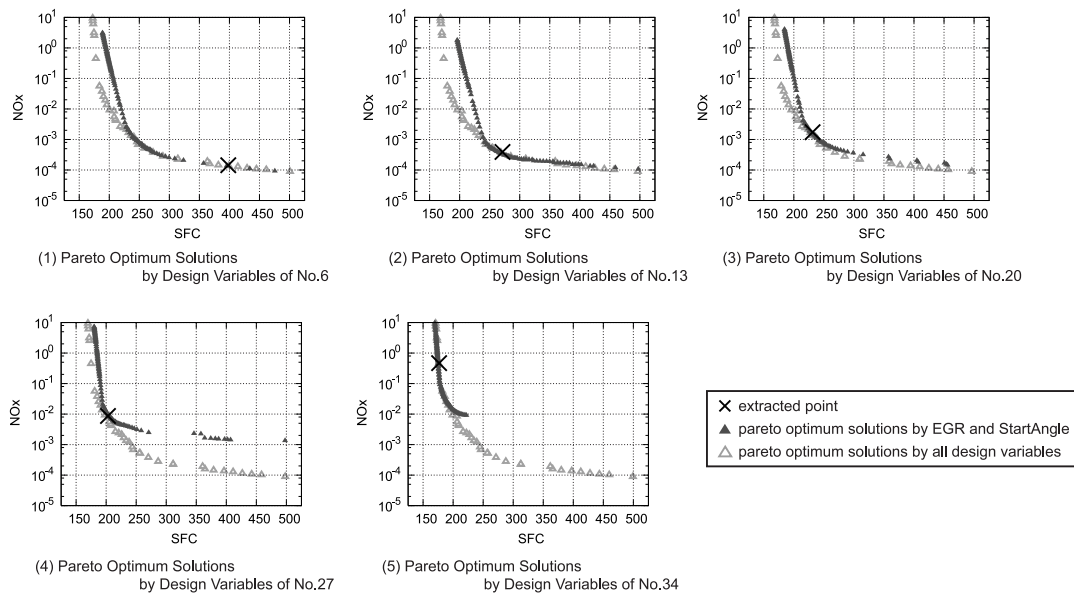 10^1
10^0
10^-1
10^-2
10^-3
10^-4
10^-5
NOx
150 200 250 300 350 400 450 500
SFC
(1) Pareto Optimum Solutions
by Design Variables of No.6
10^1
10^0
10^-1
10^-2
10^-3
10^-4
10^-5
NOx
150 200 250 300 350 400 450 500
SFC
(2) Pareto Optimum Solutions
by Design Variables of No.13
10^1
10^0
10^-1
10^-2
10^-3
10^-4
10^-5
NOx
150 200 250 300 350 400 450 500
SFC
(3) Pareto Optimum Solutions
by Design Variables of No.20
10^1
10^0
10^-1
10^-2
10^-3
10^-4
10^-5
NOx
150 200 250 300 350 400 450 500
SFC
(4) Pareto Optimum Solutions
by Design Variables of No.27
10^1
10^0
10^-1
10^-2
10^-3
10^-4
10^-5
NOx
150 200 250 300 350 400 450 500
SFC
(5) Pareto Optimum Solutions
by Design Variables of No.34
extracted point
pareto optimum solutions by EGR and StartAngle
pareto optimum solutions by all design variables